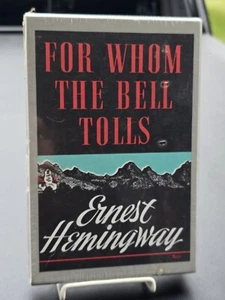 FOR WHOM
THE BELL
TOLLS
Ernest
Hemingway